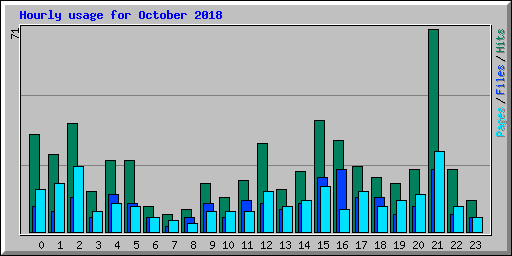 Hourly usage for October 2018
71
Pages/Files/Hits
0 1 2 3 4 5 6 7 8 9 10 11 12 13 14 15 16 17 18 19 20 21 22 23